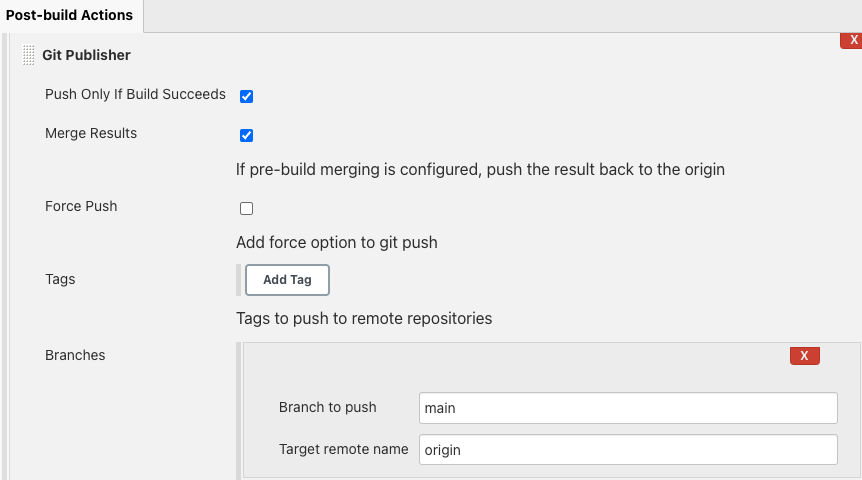 Post-build Actions
X
Git Publisher
Push Only If Build Succeeds
Merge Results
If pre-build merging is configured, push the result back to the origin
Force Push
Add force option to git push
Tags
Add Tag
Tags to push to remote repositories
Branches
X
Branch to push main
Target remote name origin